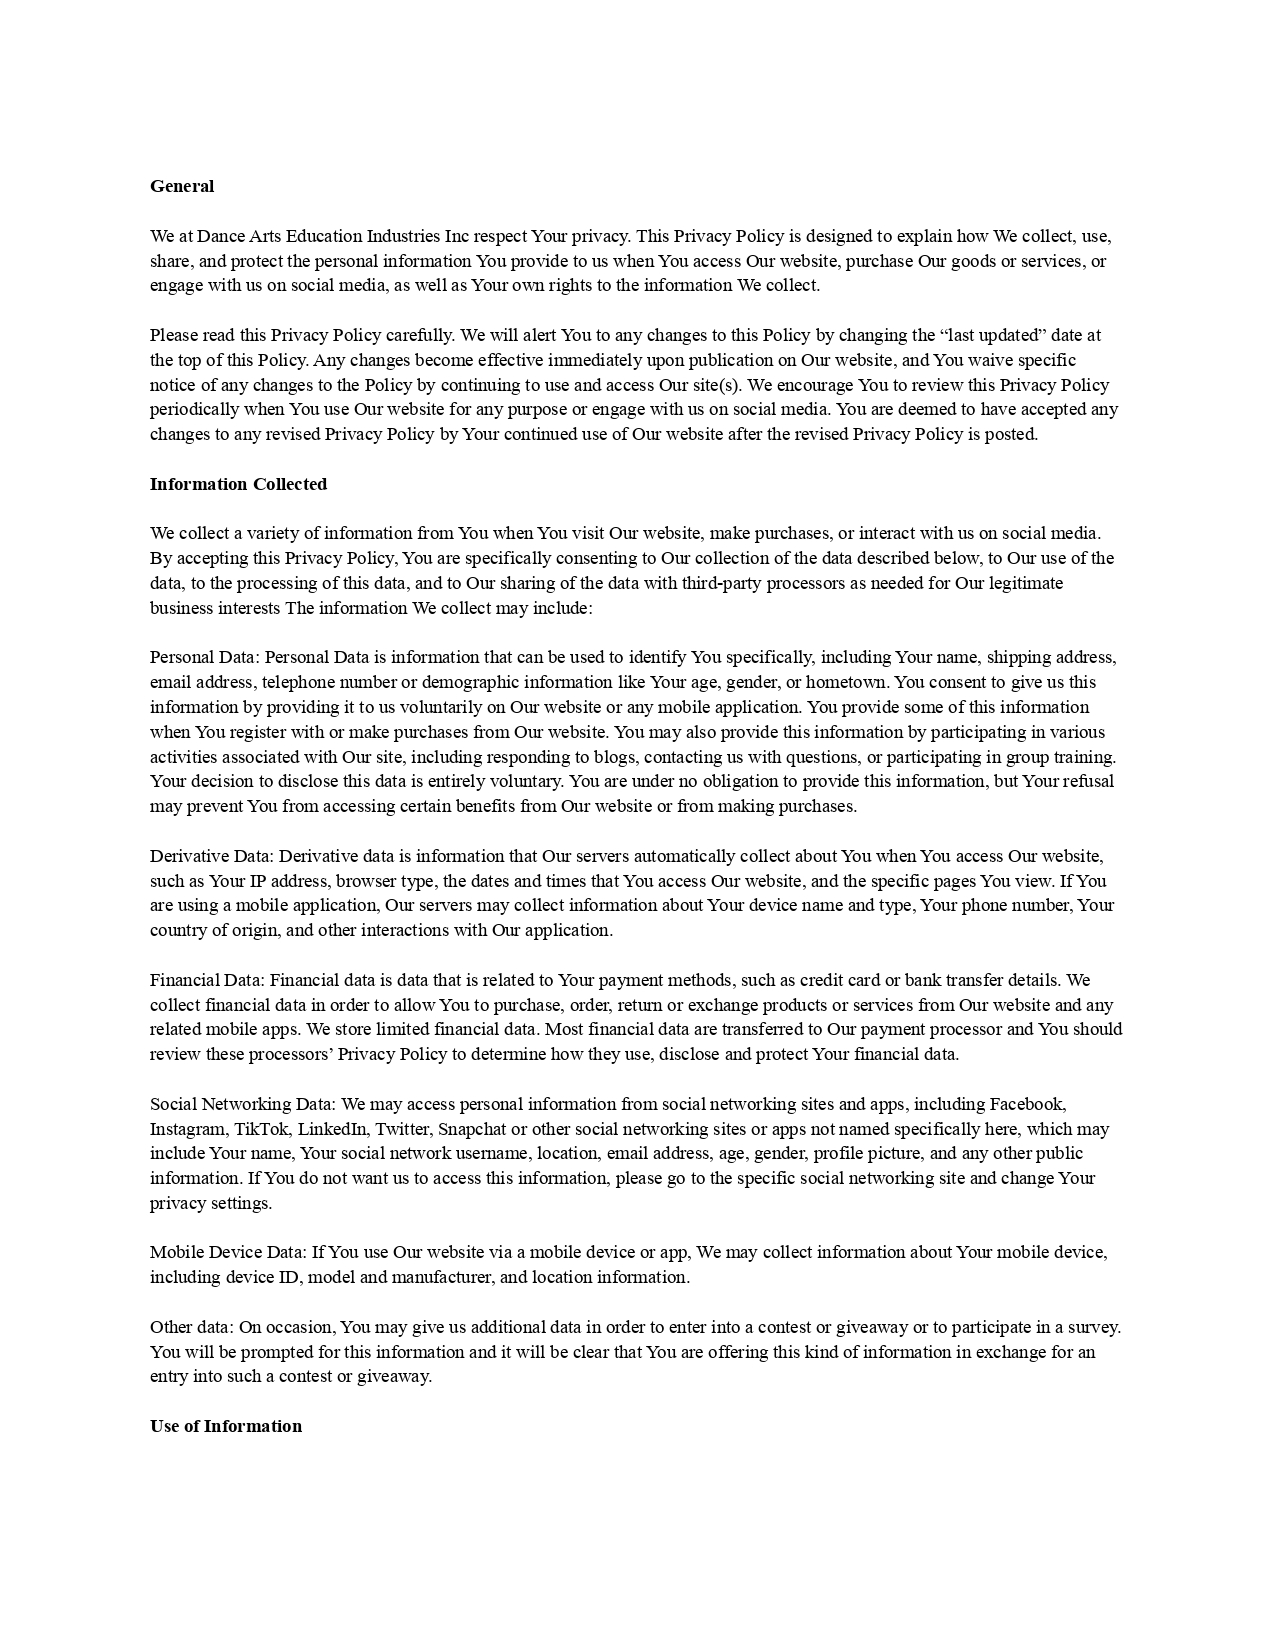 General
We at Dance Arts Education Industries Inc respect Your privacy. This Privacy Policy is designed to explain how We collect, use,
share, and protect the personal information You provide to us when You access Our website, purchase Our goods or services, or
engage with us on social media, as well as Your own rights to the information We collect.
Please read this Privacy Policy carefully. We will alert You to any changes to this Policy by changing the “last updated” date at
the top of this Policy. Any changes become effective immediately upon publication on Our website, and You waive specific
notice of any changes to the Policy by continuing to use and access Our site(s). We encourage You to review this Privacy Policy
periodically when You use Our website for any purpose or engage with us on social media. You are deemed to have accepted any
changes to any revised Privacy Policy by Your continued use of Our website after the revised Privacy Policy is posted.
Information Collected
We collect a variety of information from You when You visit Our website, make purchases, or interact with us on social media.
By accepting this Privacy Policy, You are specifically consenting to Our collection of the data described below, to Our use of the
data, to the processing of this data, and to Our sharing of the data with third-party processors as needed for Our legitimate
business interests The information We collect may include:
Personal Data: Personal Data is information that can be used to identify You specifically, including Your name, shipping address,
email address, telephone number or demographic information like Your age, gender, or hometown. You consent to give us this
information by providing it to us voluntarily on Our website or any mobile application. You provide some of this information
when You register with or make purchases from Our website. You may also provide this information by participating in various
activities associated with Our site, including responding to blogs, contacting us with questions, or participating in group training.
Your decision to disclose this data is entirely voluntary. You are under no obligation to provide this information, but Your refusal
may prevent You from accessing certain benefits from Our website or from making purchases.
Derivative Data: Derivative data is information that Our servers automatically collect about You when You access Our website,
such as Your IP address, browser type, the dates and times that You access Our website, and the specific pages You view. If You
are using a mobile application, Our servers may collect information about Your device name and type, Your phone number, Your
country of origin, and other interactions with Our application.
Financial Data: Financial data is data that is related to Your payment methods, such as credit card or bank transfer details. We
collect financial data in order to allow You to purchase, order, return or exchange products or services from Our website and any
related mobile apps. We store limited financial data. Most financial data are transferred to Our payment processor and You should
review these processors’ Privacy Policy to determine how they use, disclose and protect Your financial data.
Social Networking Data: We may access personal information from social networking sites and apps, including Facebook,
Instagram, TikTok, LinkedIn, Twitter, Snapchat or other social networking sites or apps not named specifically here, which may
include Your name, Your social network username, location, email address, age, gender, profile picture, and any other public
information. If You do not want us to access this information, please go to the specific social networking site and change Your
privacy settings.
Mobile Device Data: If You use Our website via a mobile device or app, We may collect information about Your mobile device,
including device ID, model and manufacturer, and location information.
Other data: On occasion, You may give us additional data in order to enter into a contest or giveaway or to participate in a survey.
You will be prompted for this information and it will be clear that You are offering this kind of information in exchange for an
entry into such a contest or giveaway.
Use of Information